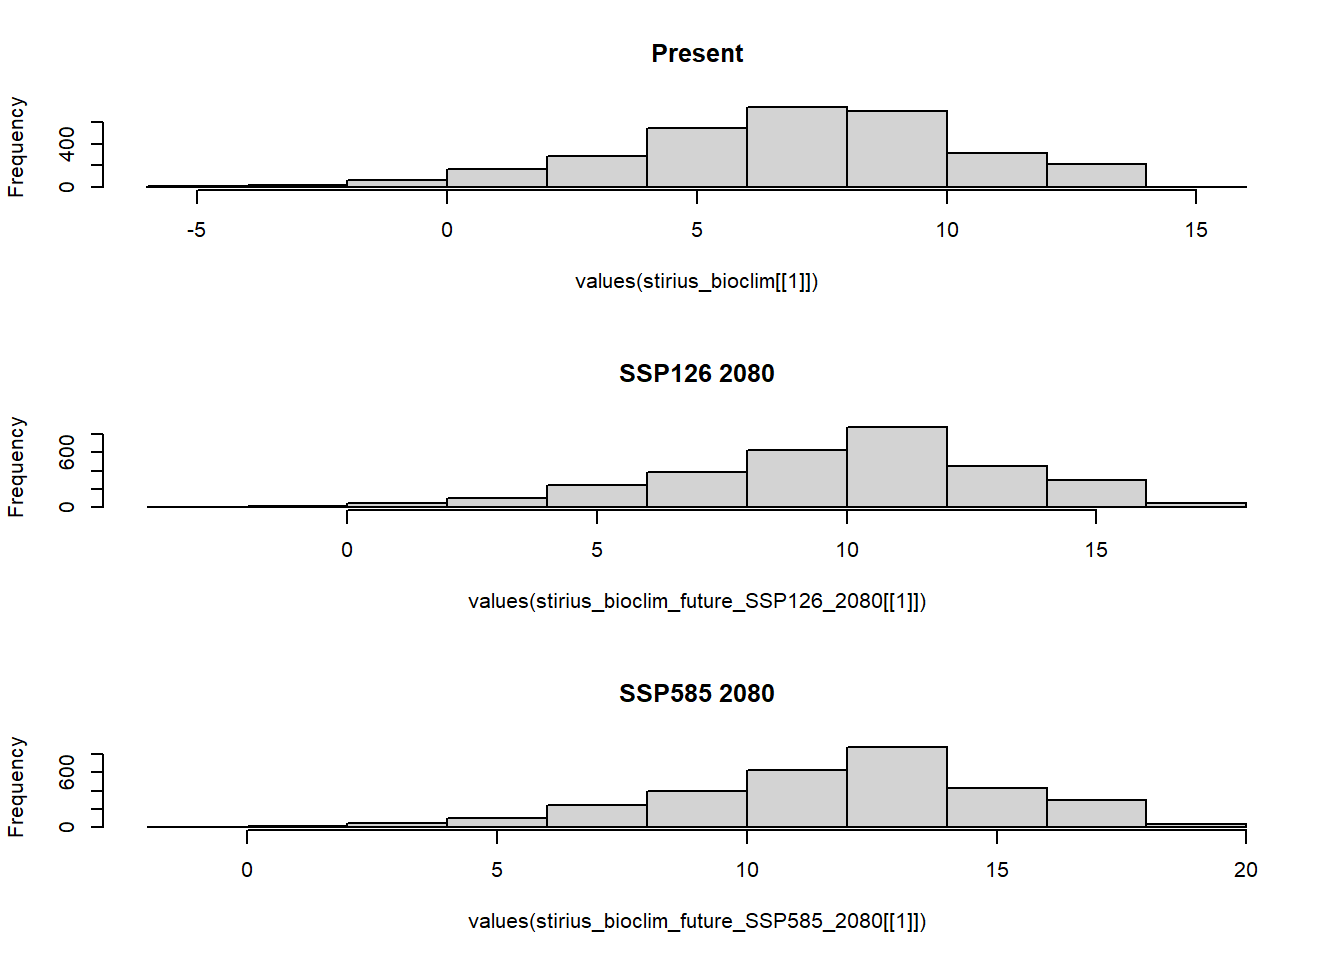 Present
Frequency
400
0
-5 0 5 10 15
values(stirius_bioclim[[1]])
SSP126 2080
Frequency
600
0
0 5 10 15
values(stirius_bioclim_future_SSP126_2080[[1]])
SSP585 2080
Frequency
600
0
0 5 10 15 20
values(stirius_bioclim_future_SSP585_2080[[1]])